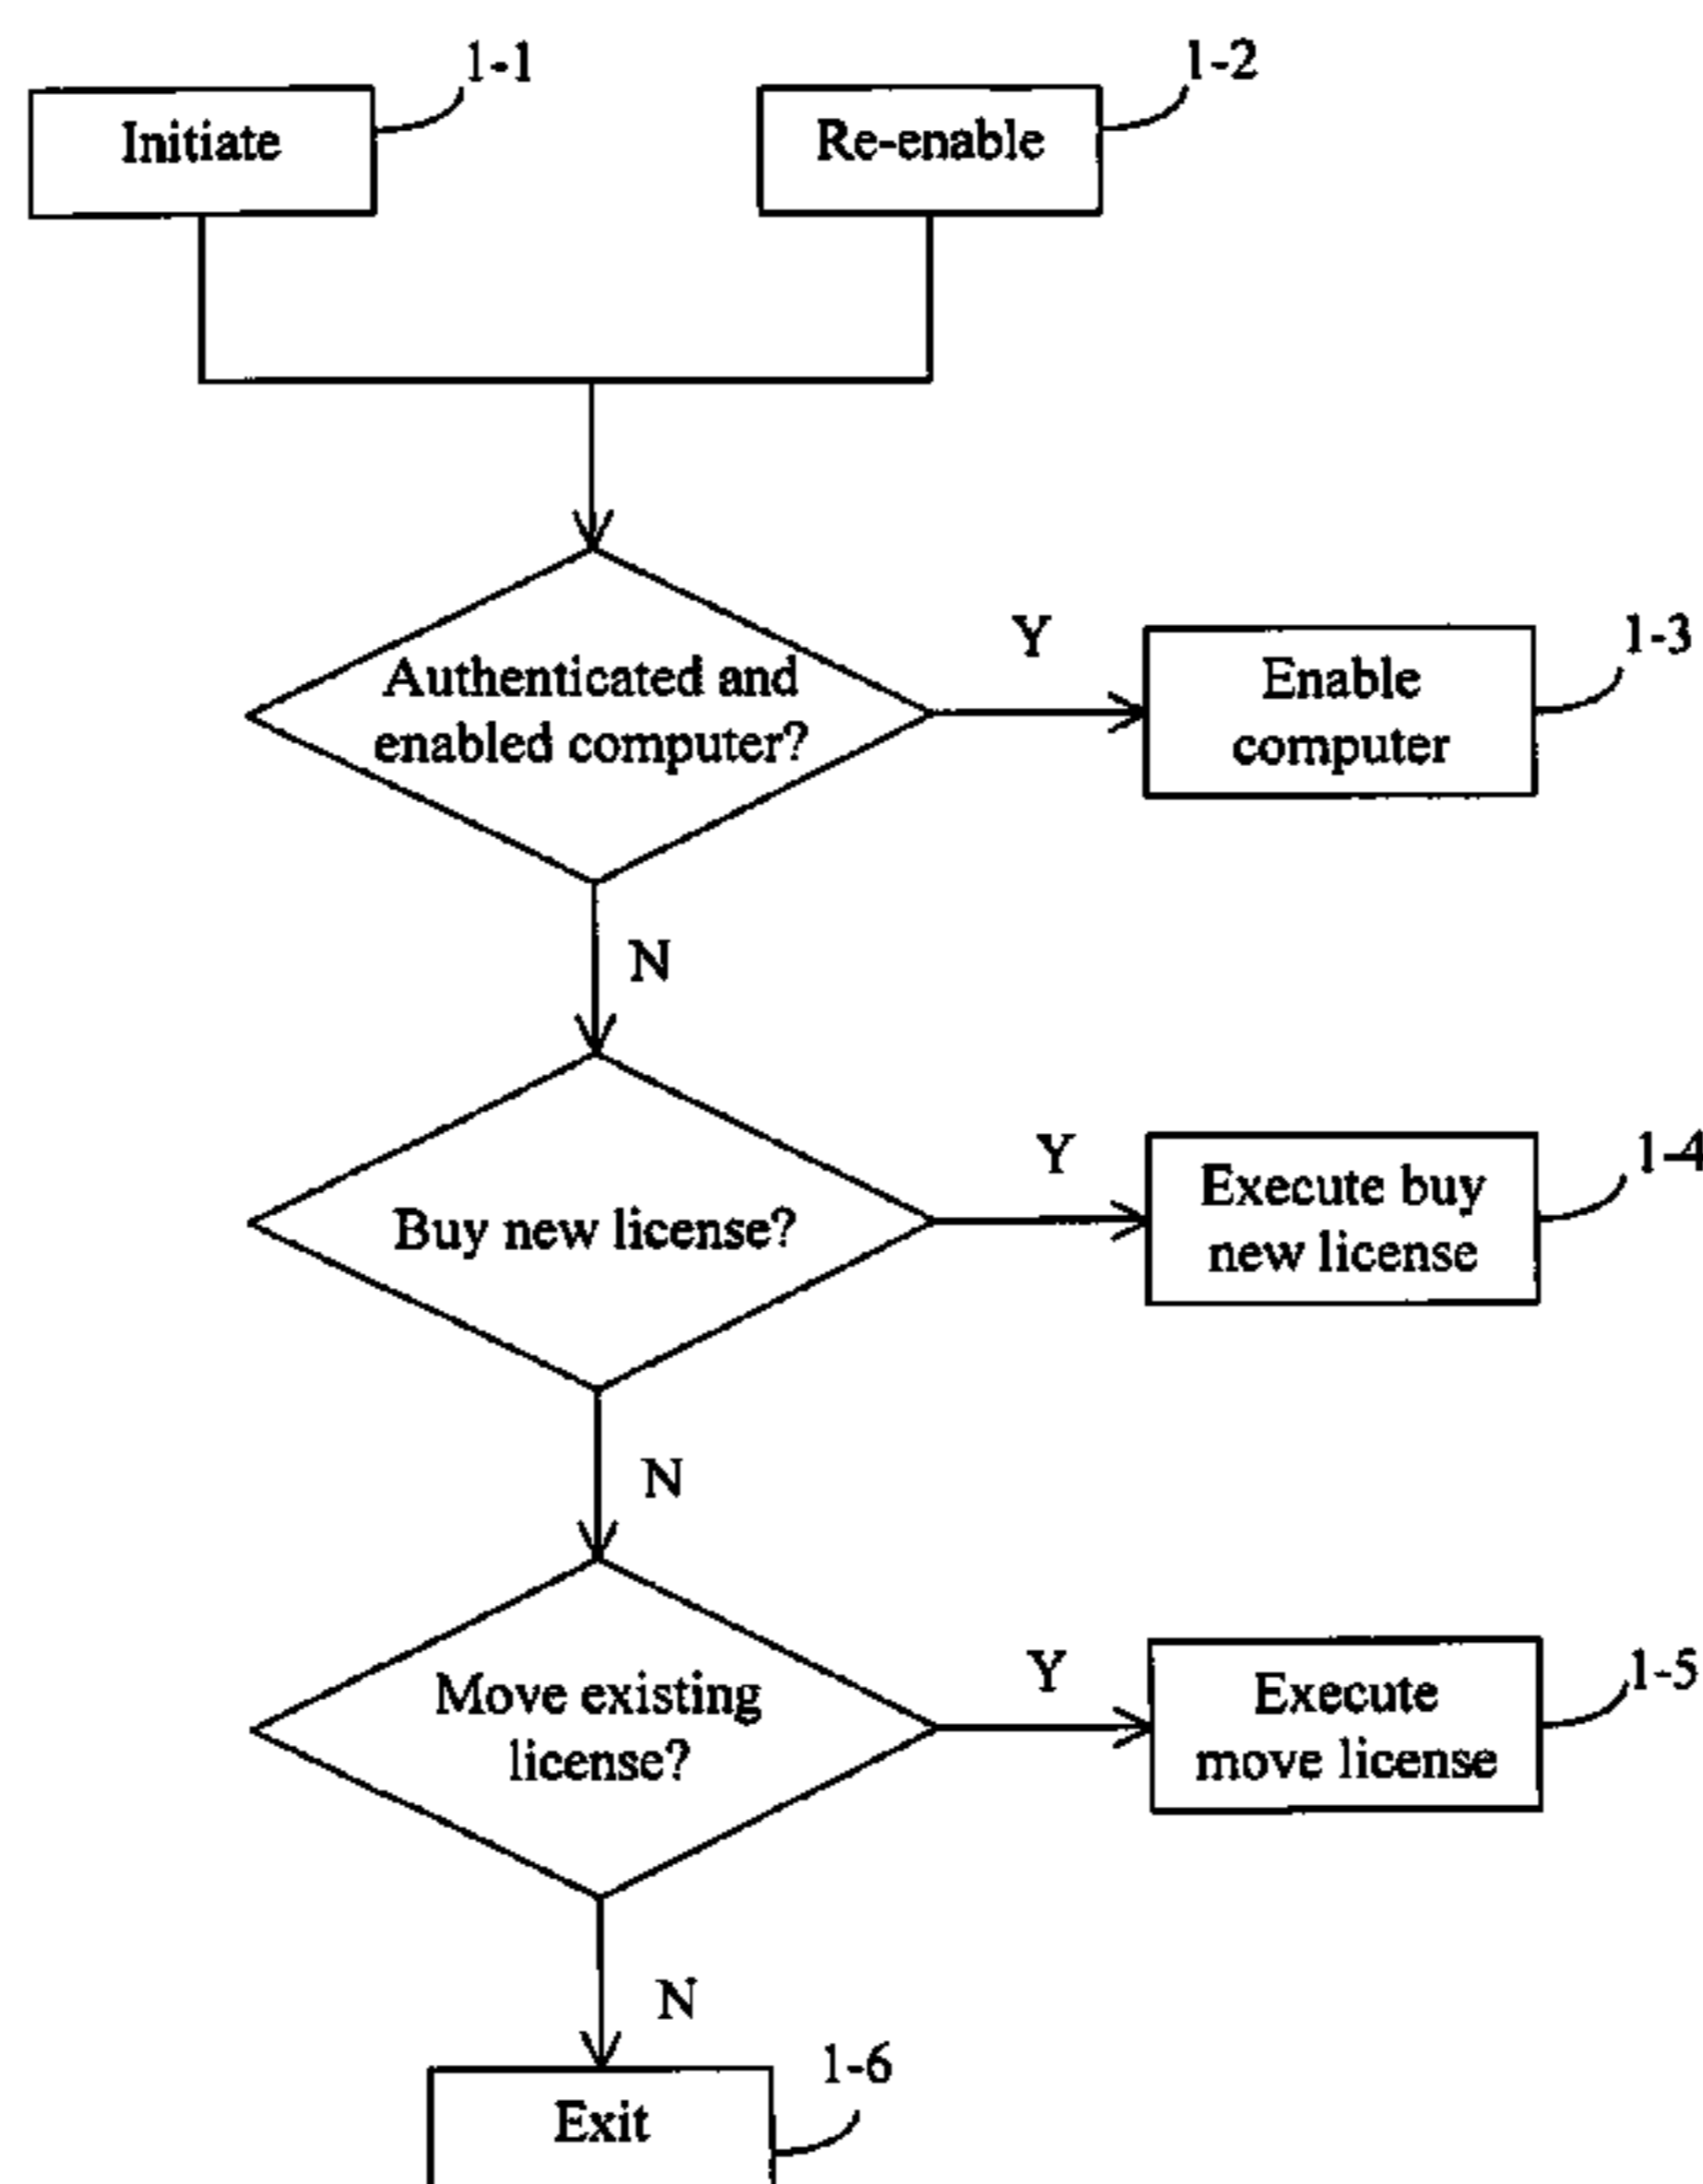 1-1
Initiate
1-2
Re-enable
Authenticated and
enabled computer?
Y
1-3
Enable
computer
N
Buy new license?
Y
1-4
Execute buy
new license
N
Move existing
license?
Y
1-5
Execute
move license
N
1-6
Exit